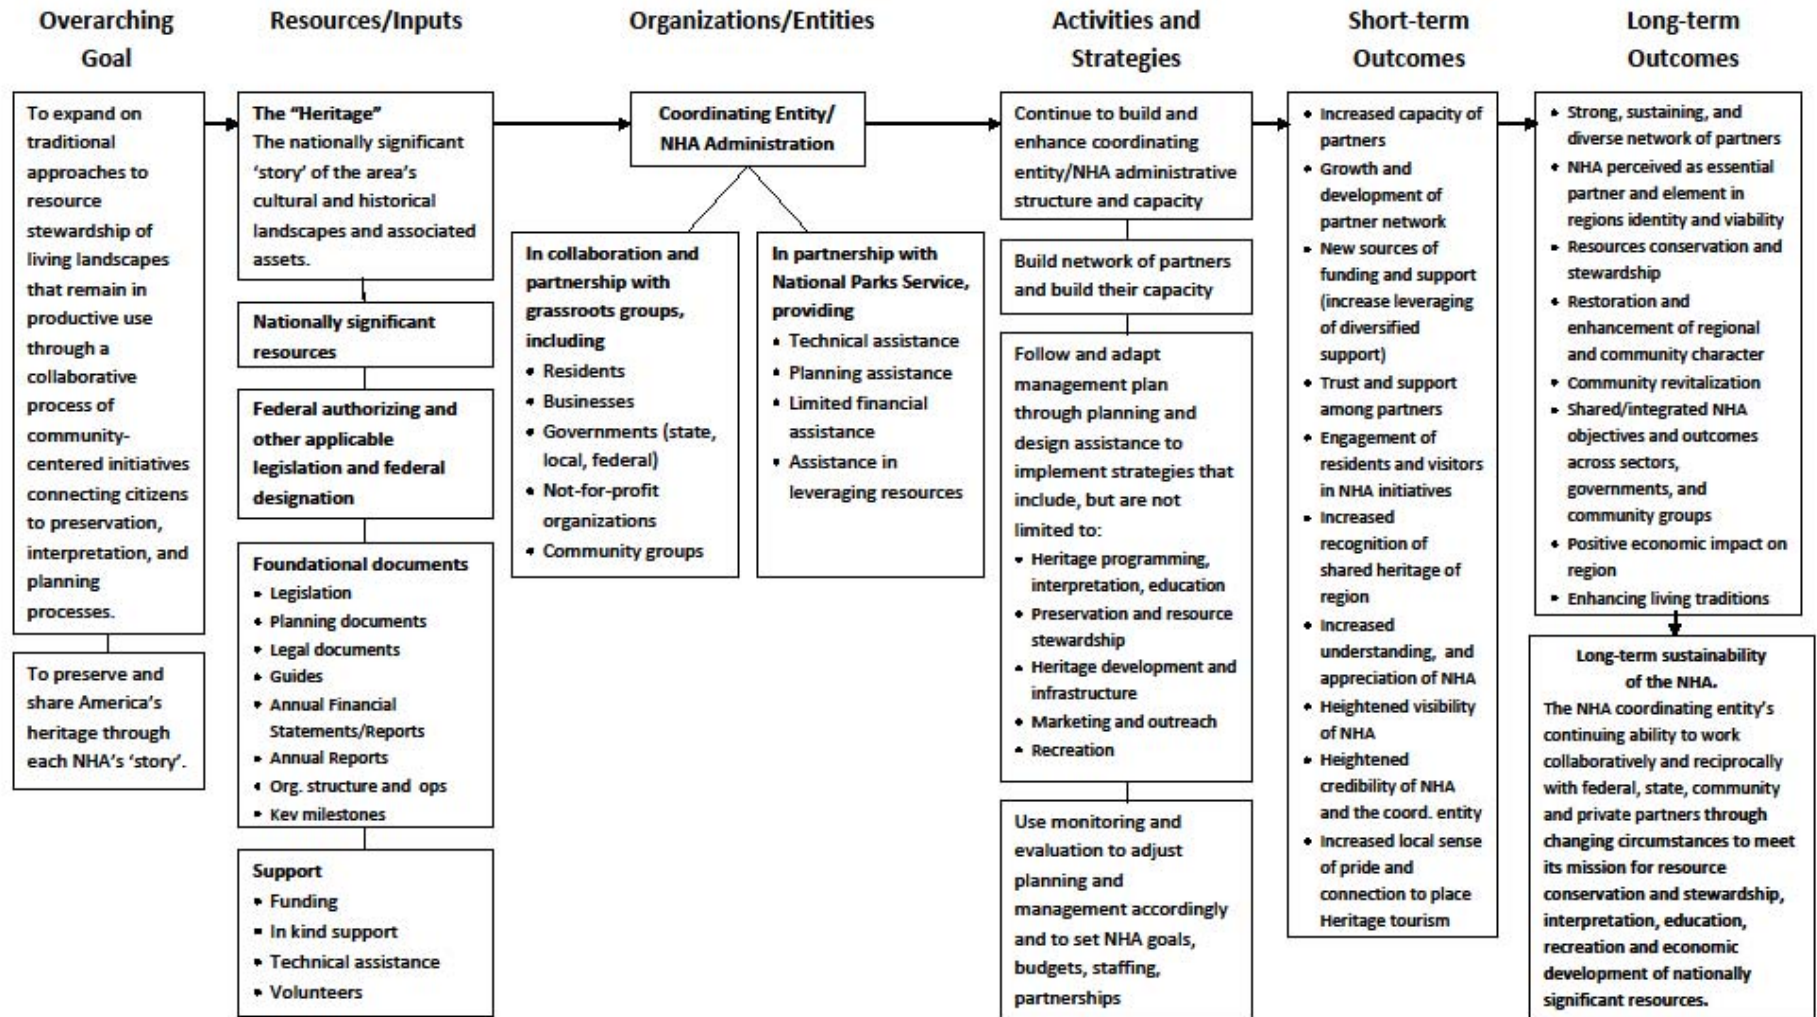 Overarching
Goal
To expand on
traditional
approaches to
resource
stewardship of
living landscapes
that remain in
productive use
through a
collaborative
process of
community-
centered initiatives
connecting citizens
to preservation,
interpretation, and
planning
processes.
To preserve and
share America's
heritage through
each NHA's 'story'.
Resources/Inputs
The "Heritage"
The nationally significant
'story' of the area's
cultural and historical
landscapes and associated
assets.
Nationally significant
resources
Federal authorizing and
other applicable
legislation and federal
designation
Foundational documents
• Legislation
• Planning documents
• Legal documents
• Guides
• Annual Financial
Statements/Reports
• Annual Reports
• Org. structure and ops
• Key milestones
Support
• Funding
• In kind support
• Technical assistance
• Volunteers
Organizations/Entities
Coordinating Entity/
NHA Administration
In collaboration and
partnership with
grassroots groups,
including
• Residents
• Businesses
• Governments (state,
local, federal)
• Not-for-profit
organizations
• Community groups
In partnership with
National Parks Service,
providing
• Technical assistance
• Planning assistance
• Limited financial
assistance
• Assistance in
leveraging resources
Activities and
Strategies
Continue to build and
enhance coordinating
entity/NHA administrative
structure and capacity
Build network of partners
and build their capacity
Follow and adapt
management plan
through planning and
design assistance to
implement strategies that
include, but are not
limited to:
• Heritage programming,
interpretation, education
• Preservation and resource
stewardship
• Heritage development and
infrastructure
• Marketing and outreach
• Recreation
Use monitoring and
evaluation to adjust
planning and
management accordingly
and to set NHA goals,
budgets, staffing,
partnerships
Short-term
Outcomes
• Increased capacity of
partners
• Growth and
development of
partner network
• New sources of
funding and support
(increase leveraging
of diversified
support)
• Trust and support
among partners
• Engagement of
residents and visitors
in NHA initiatives
• Increased
recognition of
shared heritage of
region
• Increased
understanding, and
appreciation of NHA
• Heightened visibility
of NHA
• Heightened
credibility of NHA
and the coord. entity
• Increased local sense
of pride and
connection to place
Heritage tourism
Long-term
Outcomes
• Strong, sustaining, and
diverse network of partners
• NHA perceived as essential
partner and element in
regions identity and viability
• Resources conservation and
stewardship
• Restoration and
enhancement of regional
and community character
• Community revitalization
• Shared/integrated NHA
objectives and outcomes
across sectors,
governments, and
community groups
• Positive economic impact on
region
• Enhancing living traditions
Long-term sustainability
of the NHA.
The NHA coordinating entity's
continuing ability to work
collaboratively and reciprocally
with federal, state, community
and private partners through
changing circumstances to meet
its mission for resource
conservation and stewardship,
interpretation, education,
recreation and economic
development of nationally
significant resources.